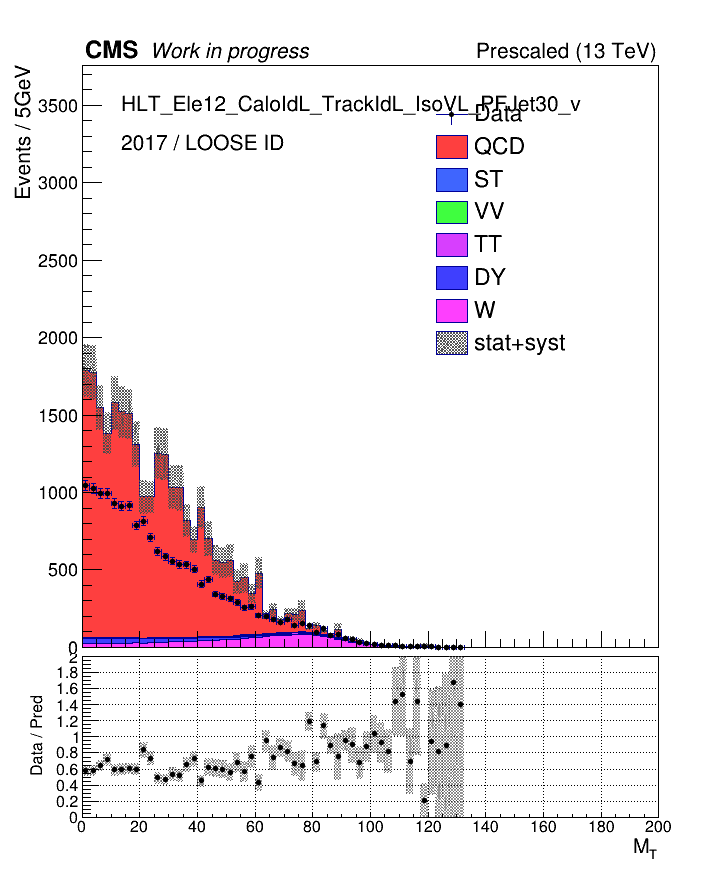 CMS Work in progress Prescaled (13 TeV)
Events / 5GeV
HLT_Ele12_CaloIdL_TrackIdL_IsoVL_PFJet30_v
2017 / LOOSE ID
Data
QCD
ST
VV
TT
DY
W
stat+syst
3500
3000
2500
2000
1500
1000
500
0
Data / Pred
2
1.8
1.6
1.4
1.2
1
0.8
0.6
0.4
0.2
0
0 20 40 60 80 100 120 140 160 180 200
M_T